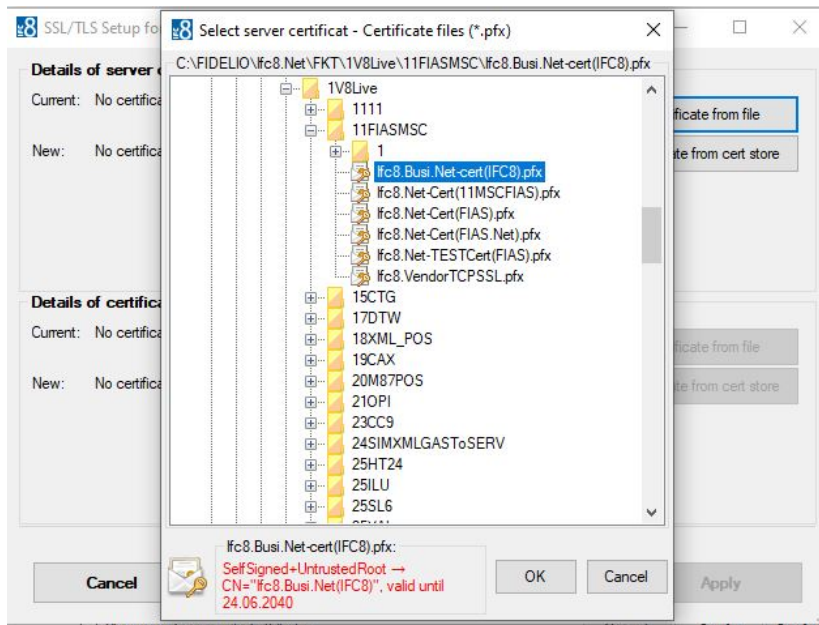 SSL/TLS Setup fo
Select server certificat - Certificate files (*.pfx)
C:\FIDELIO\Ifc8.Net\FKT\1V8Live\11FIASMSC\Ifc8.Busi.Net-cert(IFC8).pfx
Details of server
Current: No certifica
New: No certifica
ificate from file
ate from cert store
1V8Live
1111
11FIASMSC
1
Ifc8.Busi.Net-cert(IFC8).pfx
Ifc8.Net-Cert(11MSCFIAS).pfx
Ifc8.Net-Cert(FIAS).pfx
Ifc8.Net-Cert(FIAS.Net).pfx
Ifc8.Net-TESTCert(FIAS).pfx
Ifc8.VendorTCPSSL.pfx
15CTG
17DTW
18XML_POS
19CAX
20M87POS
21OPI
23CC9
24SIMXMLGASToSERV
25HT24
25ILU
25SL6
Details of certifica
Current: No certifica
New: No certifica
ificate from file
ate from cert store
Ifc8.Busi.Net-cert(IFC8).pfx:
SelfSigned+UntrustedRoot →
CN="Ifc8.Busi.Net(IFC8)", valid until
24.06.2040
OK
Cancel
Cancel
Apply